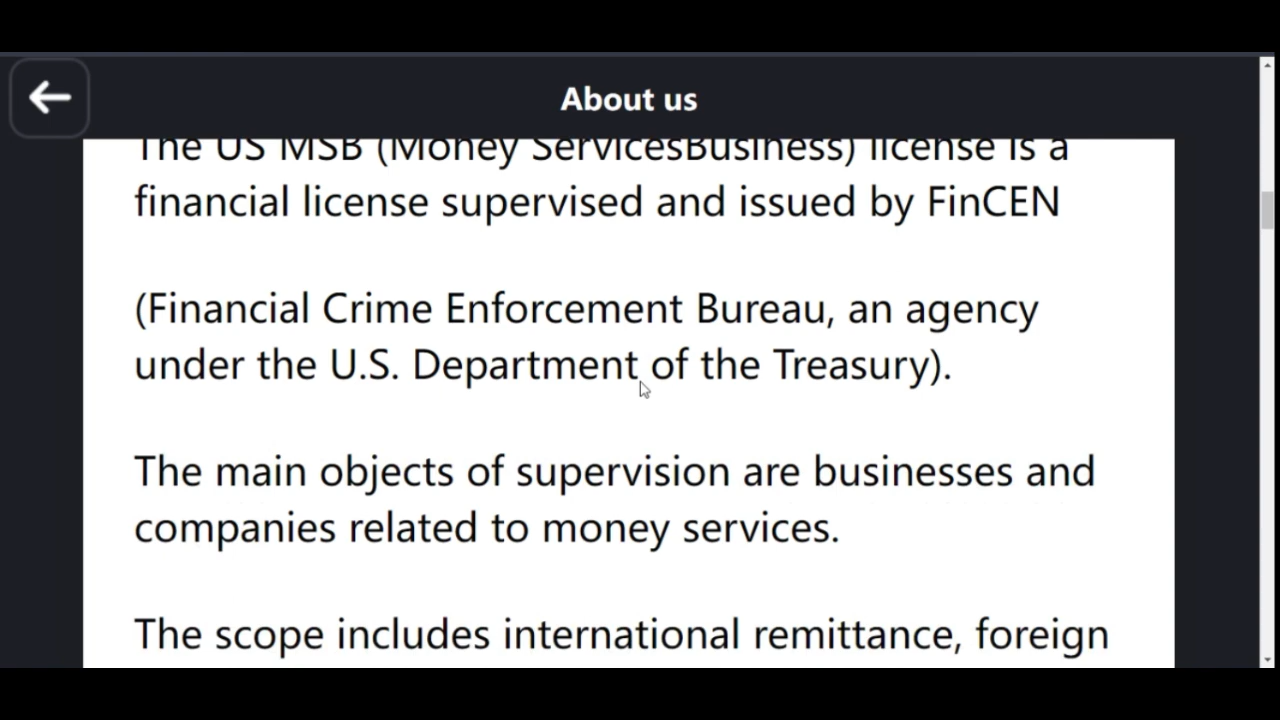 About us
The US MSB (Money ServicesBusiness) license is a
financial license supervised and issued by FinCEN
(Financial Crime Enforcement Bureau, an agency
under the U.S. Department of the Treasury).
The main objects of supervision are businesses and
companies related to money services.
The scope includes international remittance, foreign